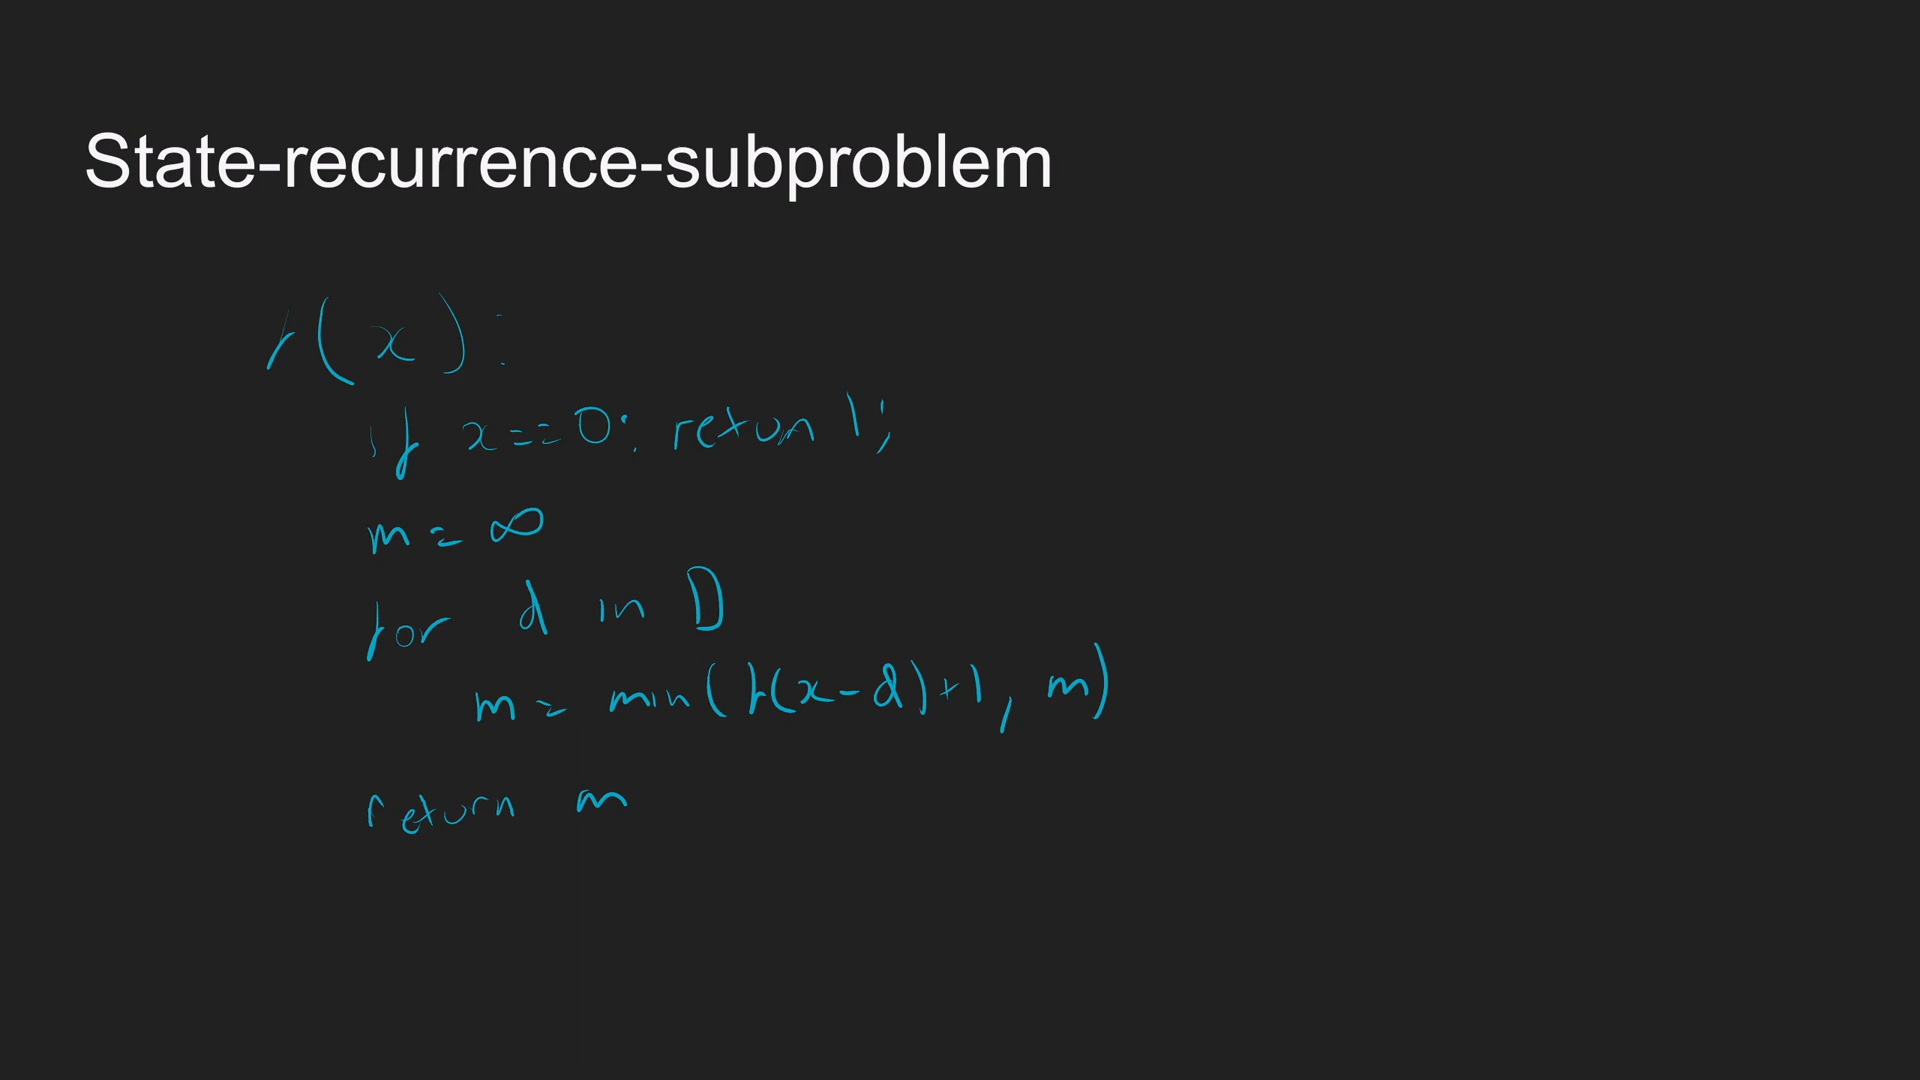 State-recurrence-subproblem
r(x):
if x==0: return 1;
m = ∞
for d in D
m = min(r(x-d)+1, m)
return m